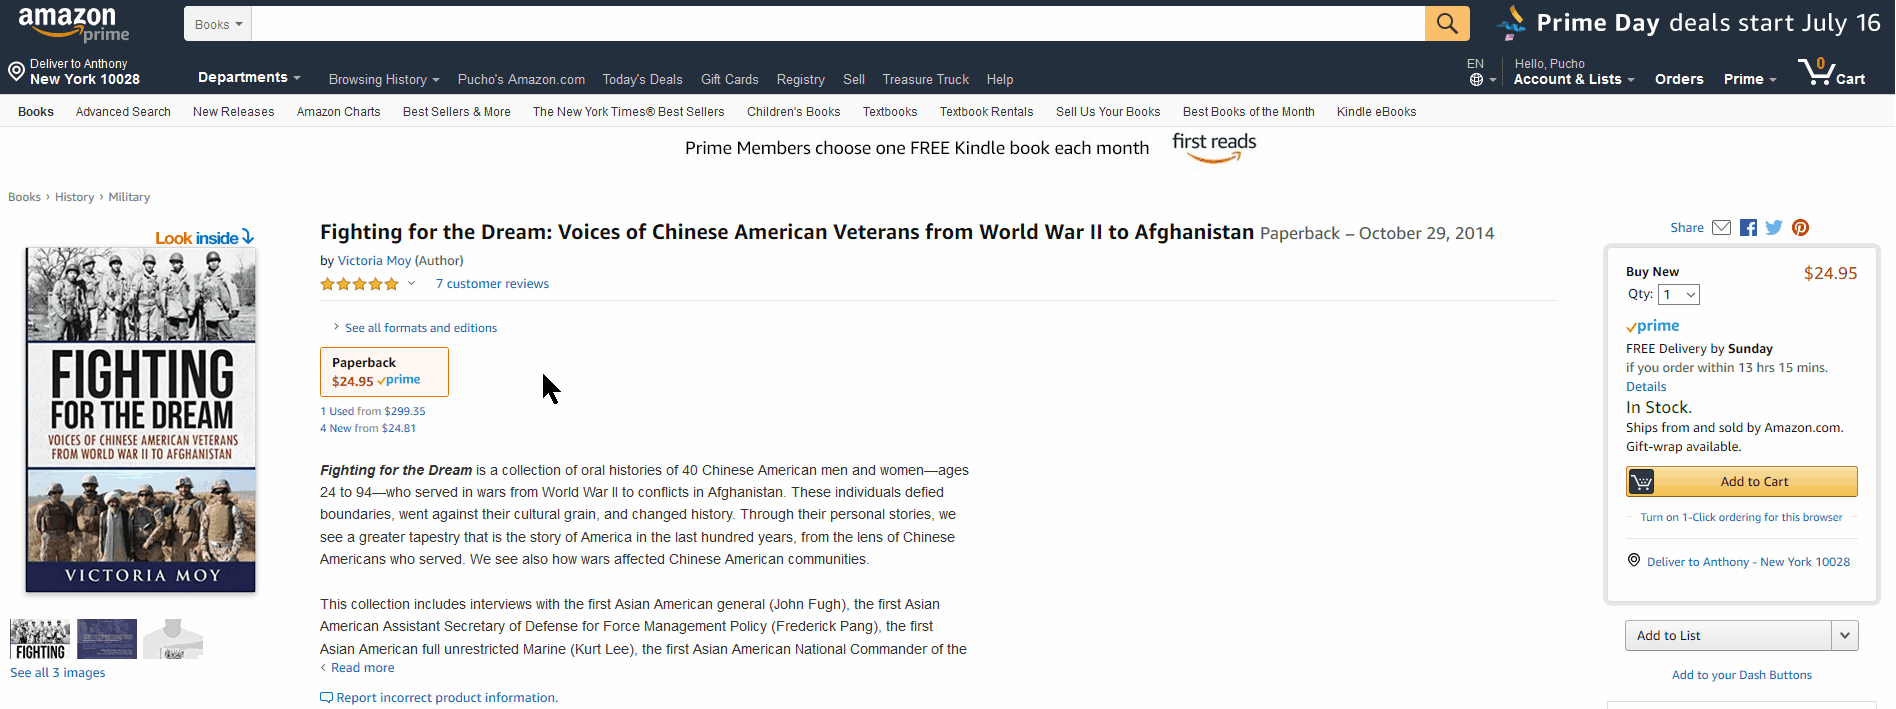 amazon
prime
Books
Prime Day deals start July 16
Deliver to Anthony
New York 10028
Departments
Browsing History
Pucho's Amazon.com
Today's Deals
Gift Cards
Registry
Sell
Treasure Truck
Help
EN
Hello, Pucho
Account & Lists
Orders
Prime
0
Cart
Books
Advanced Search
New Releases
Amazon Charts
Best Sellers & More
The New York Times® Best Sellers
Children's Books
Textbooks
Textbook Rentals
Sell Us Your Books
Best Books of the Month
Kindle eBooks
Prime Members choose one FREE Kindle book each month
first reads
Books › History › Military
Look inside
FIGHTING
FOR THE DREAM
VOICES OF CHINESE AMERICAN VETERANS
FROM WORLD WAR II TO AFGHANISTAN
VICTORIA MOY
FIGHTING
See all 3 images
Fighting for the Dream: Voices of Chinese American Veterans from World War II to Afghanistan Paperback – October 29, 2014
by Victoria Moy (Author)
7 customer reviews
› See all formats and editions
Paperback
$24.95 prime
1 Used from $299.35
4 New from $24.81
Fighting for the Dream is a collection of oral histories of 40 Chinese American men and women—ages
24 to 94—who served in wars from World War II to conflicts in Afghanistan. These individuals defied
boundaries, went against their cultural grain, and changed history. Through their personal stories, we
see a greater tapestry that is the story of America in the last hundred years, from the lens of Chinese
Americans who served. We see also how wars affected Chinese American communities.
This collection includes interviews with the first Asian American general (John Fugh), the first Asian
American Assistant Secretary of Defense for Force Management Policy (Frederick Pang), the first
Asian American full unrestricted Marine (Kurt Lee), the first Asian American National Commander of the
‹ Read more
Report incorrect product information.
Share
Buy New
$24.95
Qty: 1
prime
FREE Delivery by Sunday
if you order within 13 hrs 15 mins.
Details
In Stock.
Ships from and sold by Amazon.com.
Gift-wrap available.
Add to Cart
Turn on 1-Click ordering for this browser
Deliver to Anthony - New York 10028
Add to List
Add to your Dash Buttons